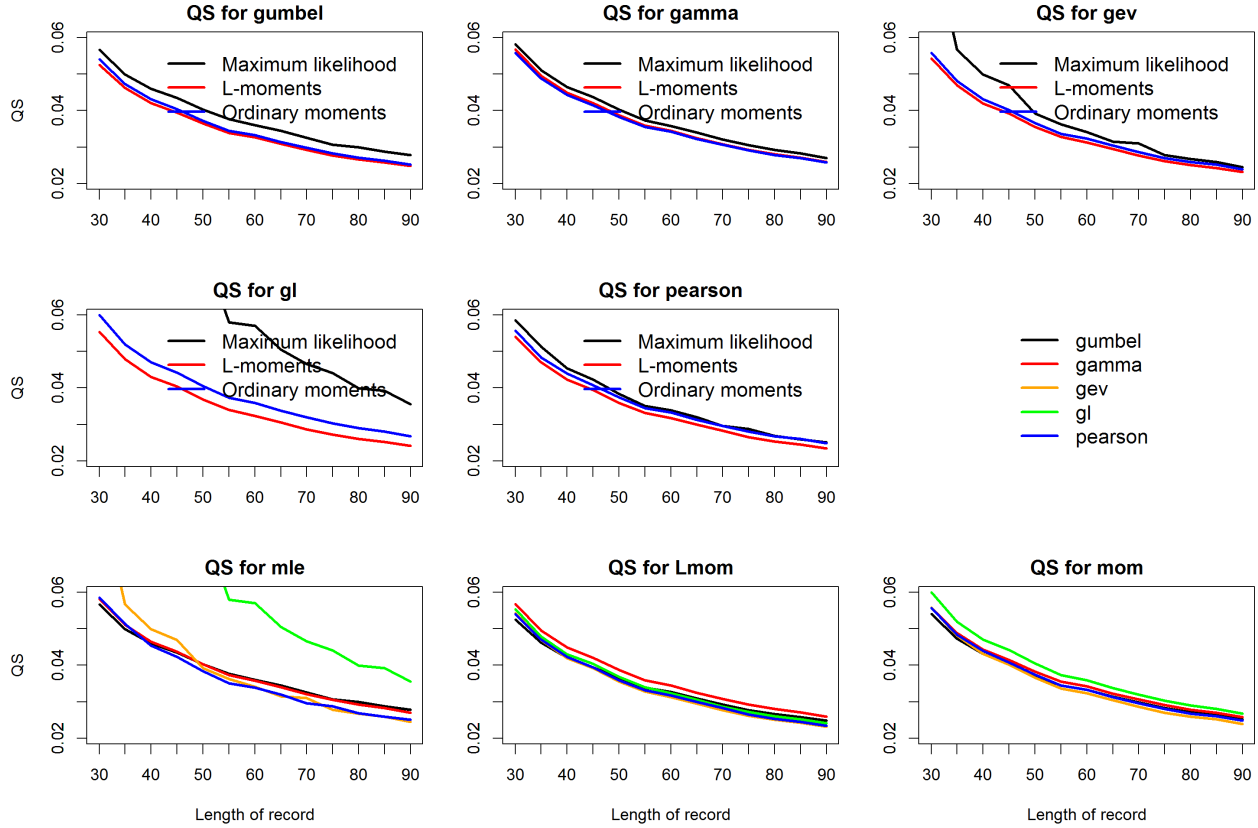 QS for gumbel
QS for gamma
QS for gev
QS
0.02 0.04 0.06
Maximum likelihood
L-moments
Ordinary moments
30 40 50 60 70 80 90
0.02 0.04 0.06
Maximum likelihood
L-moments
Ordinary moments
30 40 50 60 70 80 90
0.02 0.04 0.06
Maximum likelihood
L-moments
Ordinary moments
30 40 50 60 70 80 90
QS for gl
QS for pearson
QS
0.02 0.04 0.06
Maximum likelihood
L-moments
Ordinary moments
30 40 50 60 70 80 90
0.02 0.04 0.06
Maximum likelihood
L-moments
Ordinary moments
30 40 50 60 70 80 90
gumbel
gamma
gev
gl
pearson
QS for mle
QS for Lmom
QS for mom
QS
0.02 0.04 0.06
30 40 50 60 70 80 90
Length of record
0.02 0.04 0.06
30 40 50 60 70 80 90
Length of record
0.02 0.04 0.06
30 40 50 60 70 80 90
Length of record